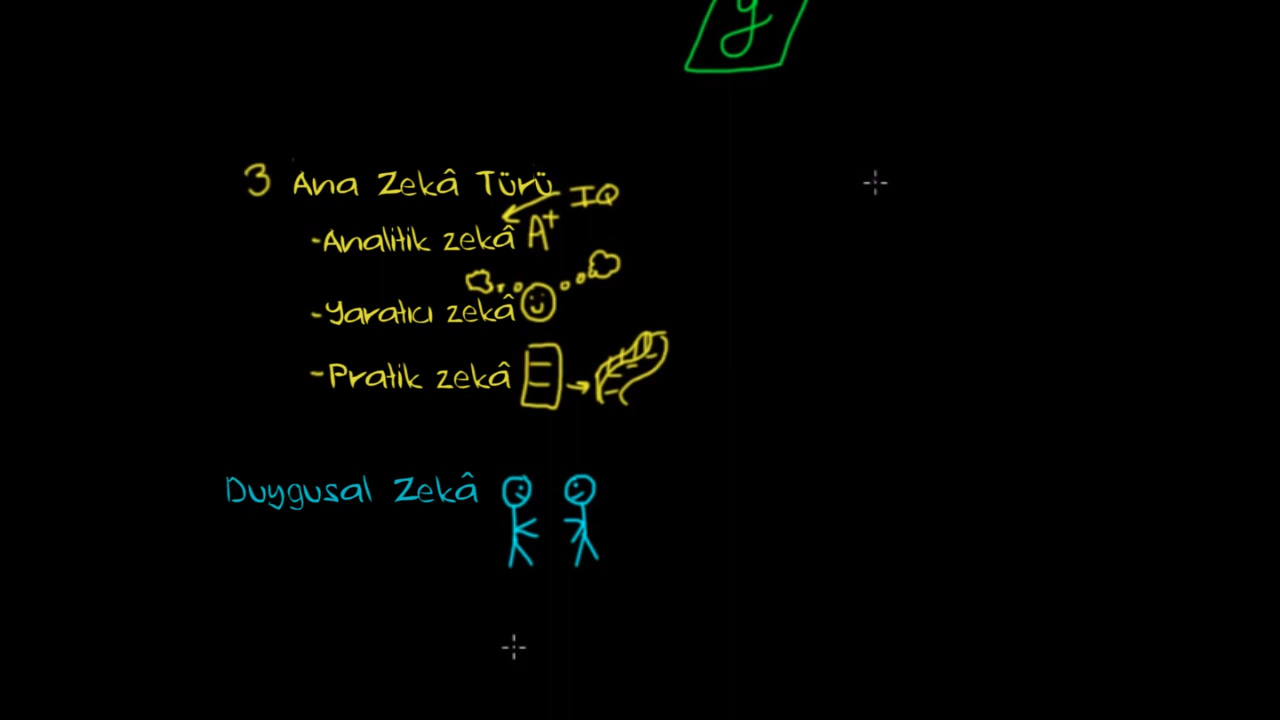 y
3 Ana Zekâ Türü
IQ
-Analitik zekâ A+
-Yaratıcı zekâ
-Pratik zekâ
Duygusal Zekâ